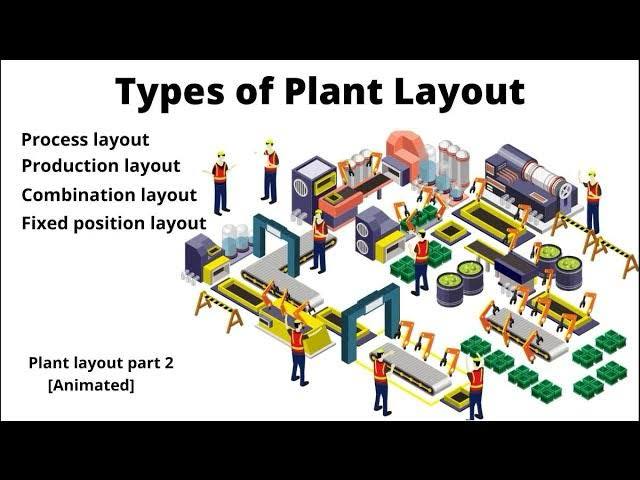 Types of Plant Layout
Process layout
Production layout
Combination layout
Fixed position layout
Plant layout part 2
[Animated]